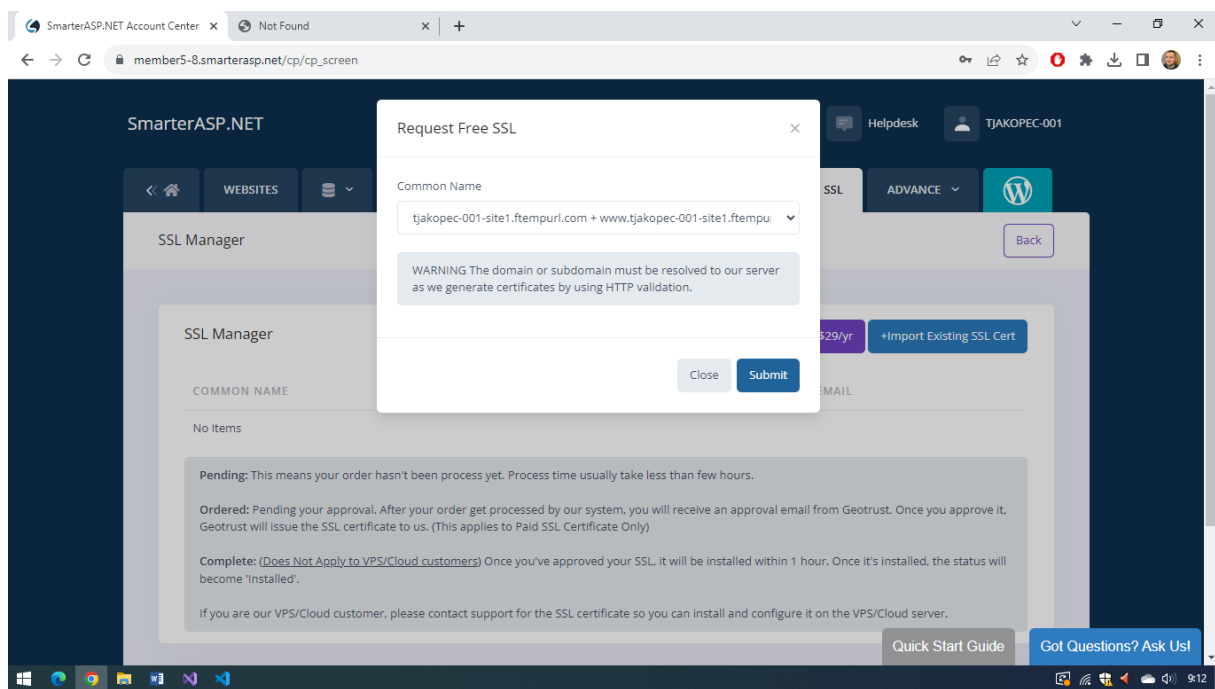 SmarterASP.NET Account Center
Not Found
member5-8.smarterasp.net/cp/cp_screen
SmarterASP.NET
Helpdesk
TJAKOPEC-001
WEBSITES
SSL
ADVANCE
SSL Manager
Back
Request Free SSL
Common Name
tjakopec-001-site1.ftempurl.com + www.tjakopec-001-site1.ftempu
WARNING The domain or subdomain must be resolved to our server
as we generate certificates by using HTTP validation.
Close
Submit
SSL Manager
$29/yr
+Import Existing SSL Cert
COMMON NAME
EMAIL
No Items
Pending: This means your order hasn't been process yet. Process time usually take less than few hours.
Ordered: Pending your approval. After your order get processed by our system, you will receive an approval email from Geotrust. Once you approve it,
Geotrust will issue the SSL certificate to us. (This applies to Paid SSL Certificate Only)
Complete: (Does Not Apply to VPS/Cloud customers) Once you've approved your SSL, it will be installed within 1 hour. Once it's installed, the status will
become 'Installed'.
If you are our VPS/Cloud customer, please contact support for the SSL certificate so you can install and configure it on the VPS/Cloud server.
Quick Start Guide
Got Questions? Ask Us!
9:12